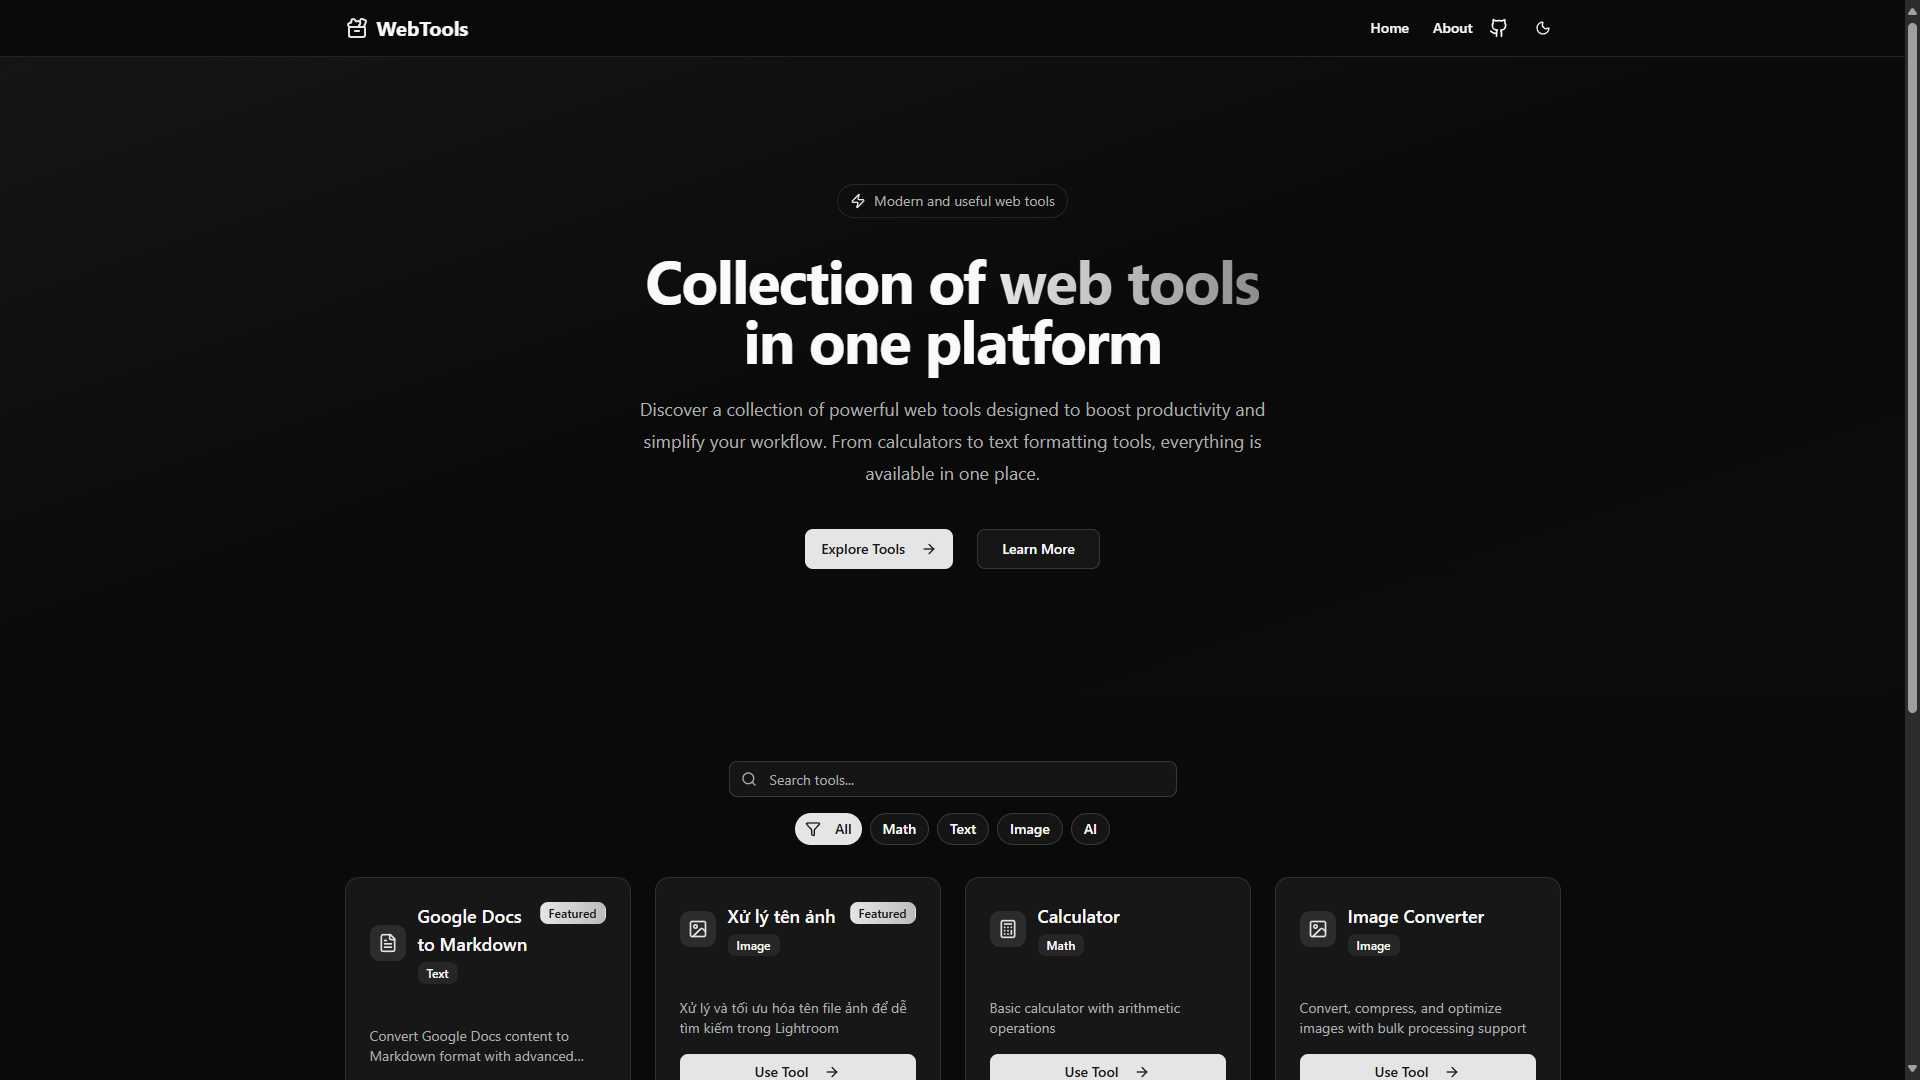 WebTools
Home
About
Modern and useful web tools
Collection of web tools
in one platform
Discover a collection of powerful web tools designed to boost productivity and
simplify your workflow. From calculators to text formatting tools, everything is
available in one place.
Explore Tools
Learn More
Search tools...
All
Math
Text
Image
AI
Google Docs
to Markdown
Featured
Text
Convert Google Docs content to
Markdown format with advanced...
Xử lý tên ảnh
Featured
Image
Xử lý và tối ưu hóa tên file ảnh để dễ
tìm kiếm trong Lightroom
Use Tool
Calculator
Math
Basic calculator with arithmetic
operations
Use Tool
Image Converter
Image
Convert, compress, and optimize
images with bulk processing support
Use Tool